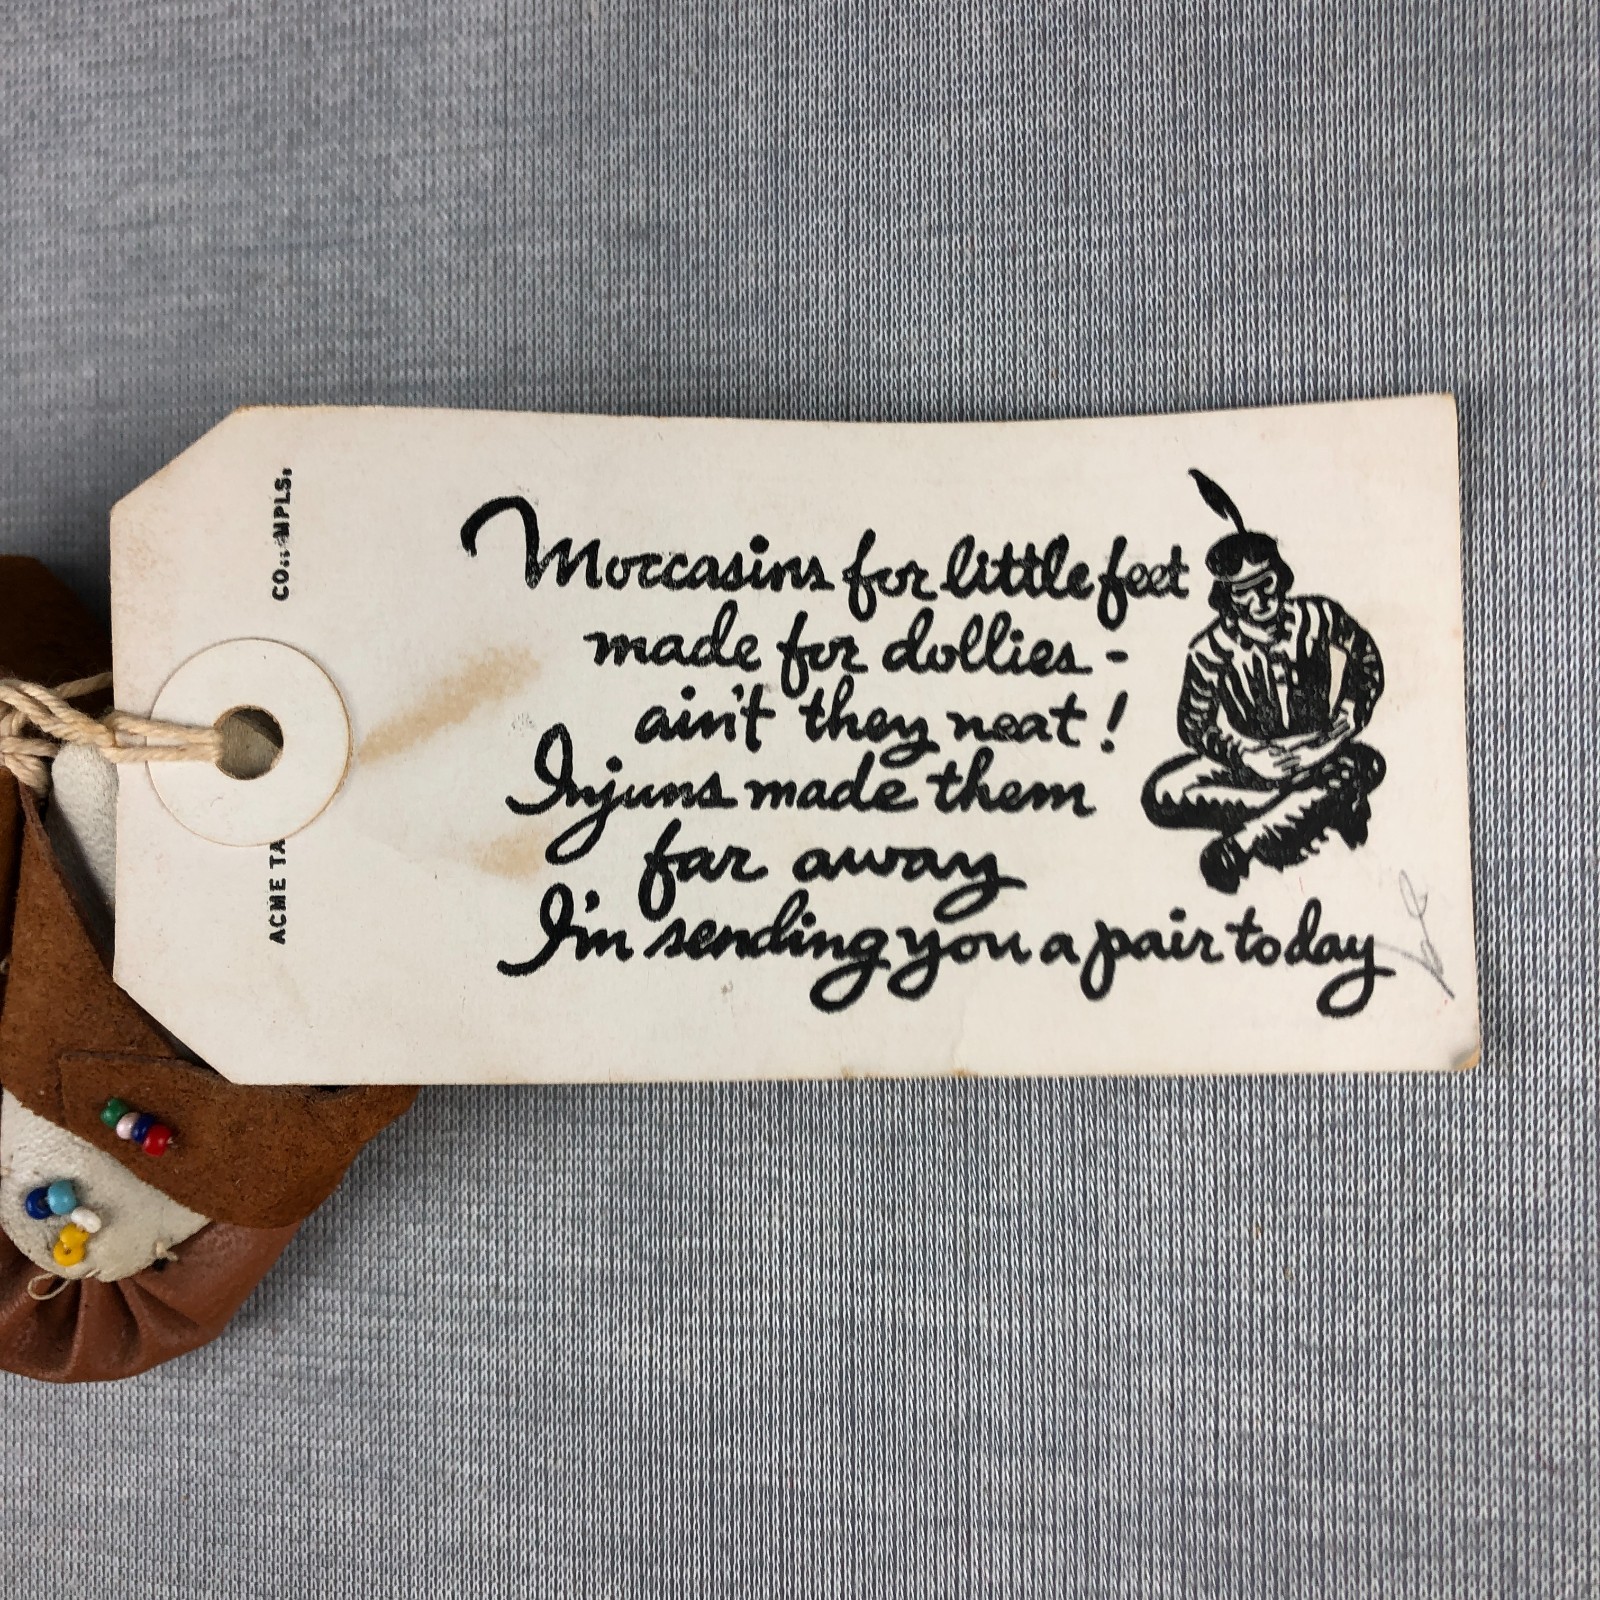 Moccasins for little feet
made for dollies -
ain't they neat!
Injuns made them
far away
I'm sending you a pair today
ACME TA
CO., MPLS.